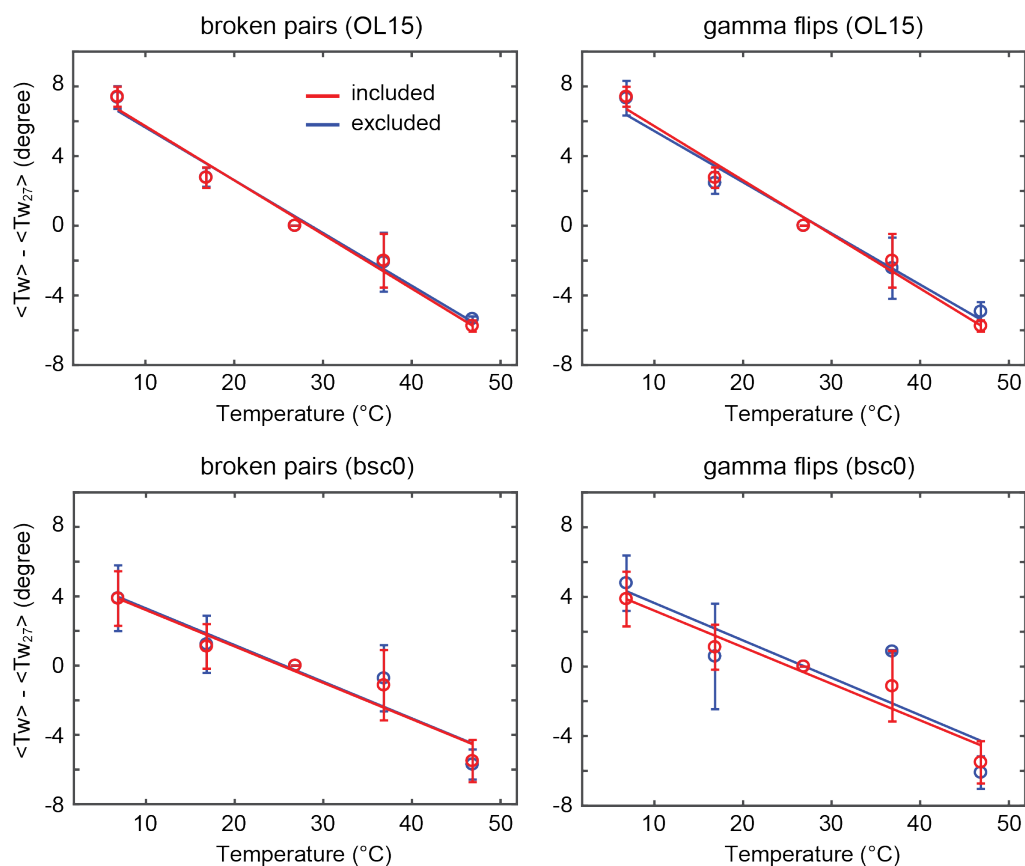 broken pairs (OL15)
gamma flips (OL15)
<Tw> - <Tw27> (degree)
8
4
0
-4
-8
included
excluded
10 20 30 40 50
Temperature (°C)
8
4
0
-4
-8
10 20 30 40 50
Temperature (°C)
broken pairs (bsc0)
gamma flips (bsc0)
<Tw> - <Tw27> (degree)
8
4
0
-4
-8
10 20 30 40 50
Temperature (°C)
8
4
0
-4
-8
10 20 30 40 50
Temperature (°C)